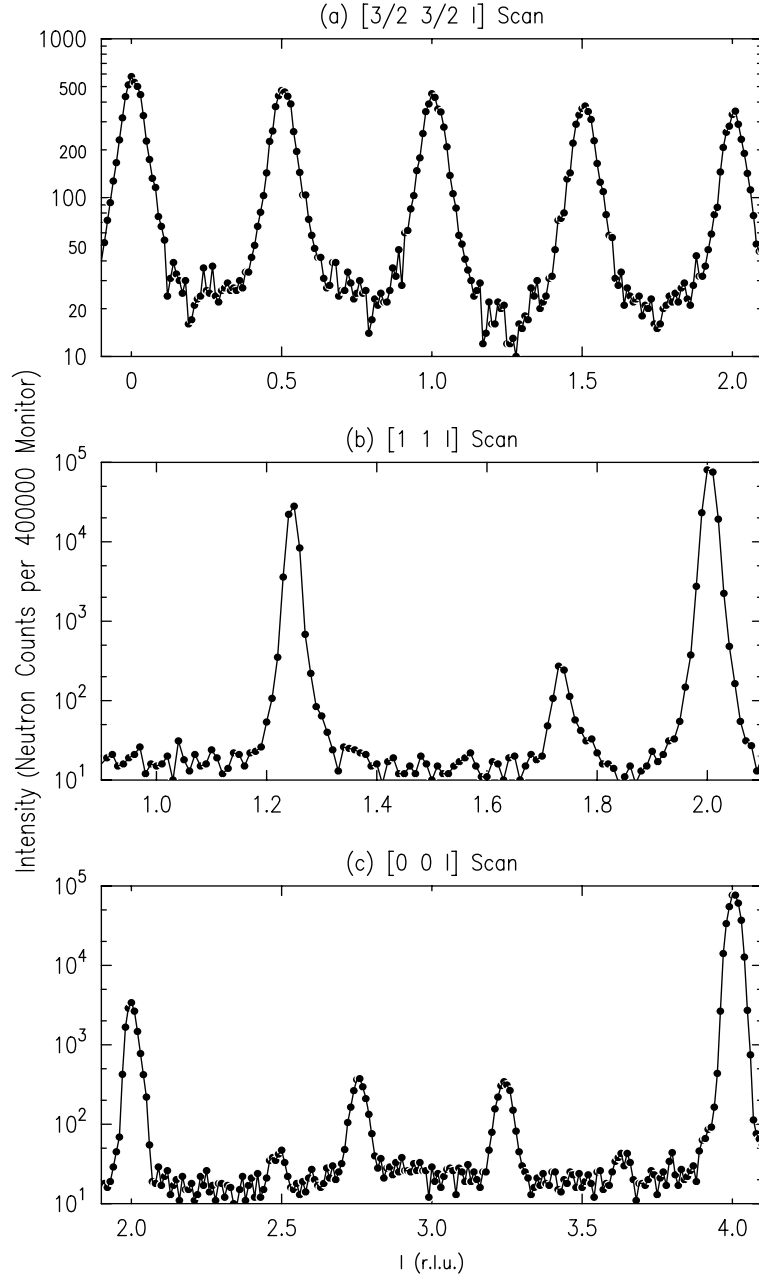 (a) [3/2 3/2 l] Scan
1000
500
200
100
50
20
10
0 0.5 1.0 1.5 2.0
Intensity (Neutron Counts per 400000 Monitor)
(b) [1 1 l] Scan
10^5
10^4
10^3
10^2
10^1
1.0 1.2 1.4 1.6 1.8 2.0
(c) [0 0 l] Scan
10^5
10^4
10^3
10^2
10^1
2.0 2.5 3.0 3.5 4.0
l (r.l.u.)